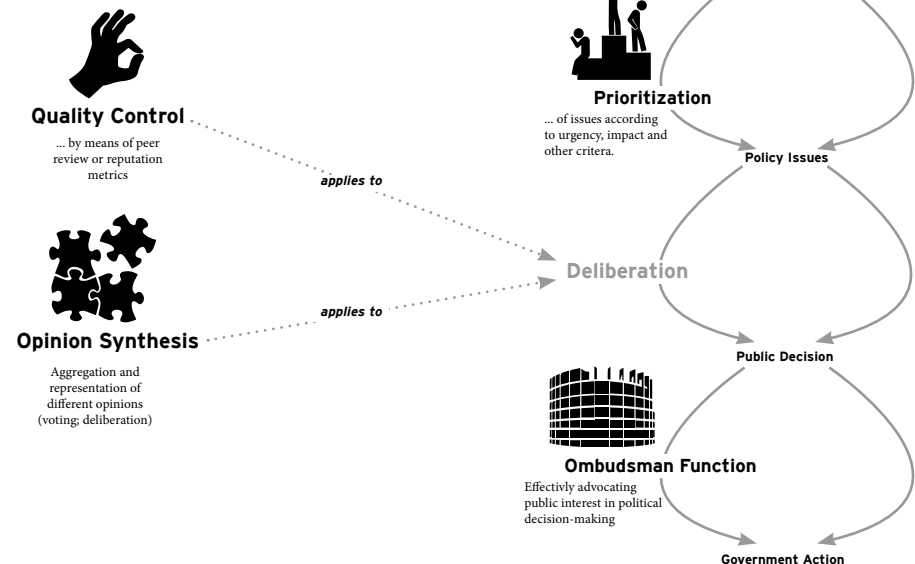 Quality Control
... by means of peer
review or reputation
metrics
applies to
Opinion Synthesis
Aggregation and
representation of
different opinions
(voting; deliberation)
applies to
Prioritization
... of issues according
to urgency, impact and
other critera.
Policy Issues
Deliberation
Public Decision
Ombudsman Function
Effectivly advocating
public interest in political
decision-making
Government Action